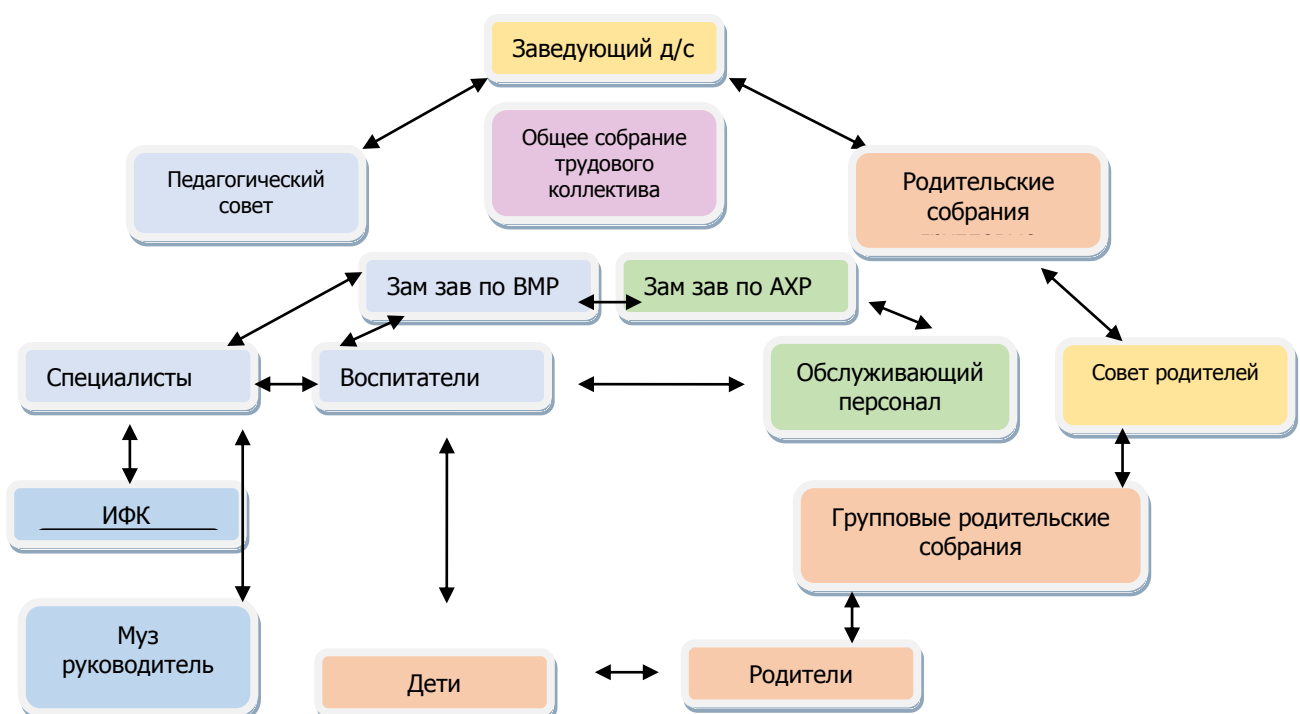 Заведующий д/с
Общее собрание
трудового
коллектива
Педагогический
совет
Родительские
собрания
Зам зав по ВМР
Зам зав по АХР
Специалисты
Воспитатели
Обслуживающий
персонал
Совет родителей
ИФК
Групповые родительские
собрания
Муз
руководитель
Дети
Родители